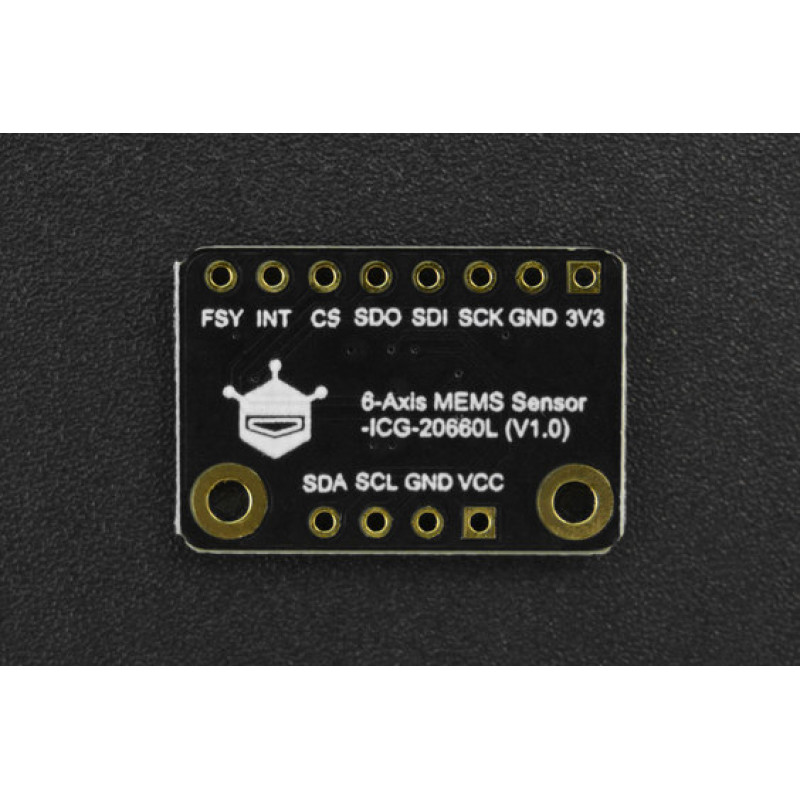 FSY INT CS SDO SDI SCK GND 3V3
6-Axis MEMS Sensor
-ICG-20660L (V1.0)
SDA SCL GND VCC